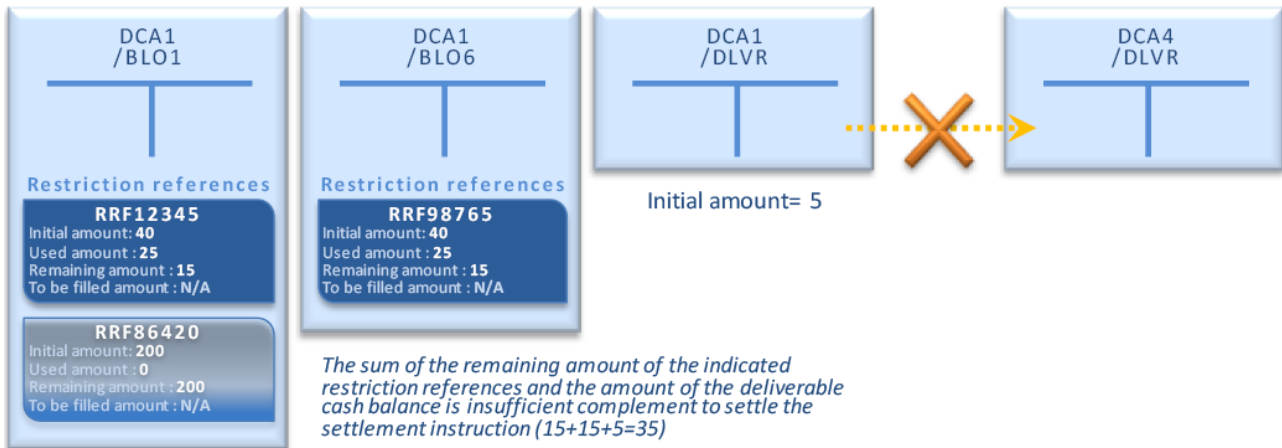 DCA1
/BLO1
Restriction references
RRF12345
Initial amount: 40
Used amount : 25
Remaining amount : 15
To be filled amount : N/A
RRF86420
Initial amount: 200
Used amount : 0
Remaining amount : 200
To be filled amount : N/A
DCA1
/BLO6
Restriction references
RRF98765
Initial amount: 40
Used amount : 25
Remaining amount : 15
To be filled amount : N/A
DCA1
/DLVR
Initial amount= 5
DCA4
/DLVR
The sum of the remaining amount of the indicated
restriction references and the amount of the deliverable
cash balance is insufficient complement to settle the
settlement instruction (15+15+5=35)